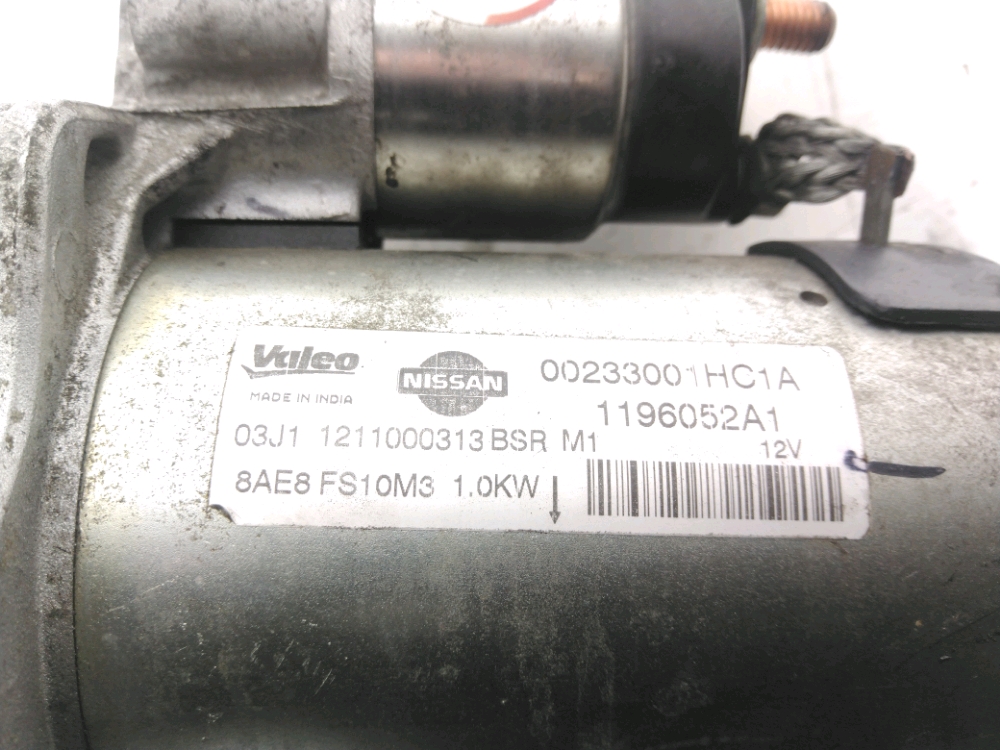 Valeo NISSAN 00233001HC1A
MADE IN INDIA 1196052A1
03J1 1211000313 BSR M1 12V
8AE8 FS10M3 1.0KW